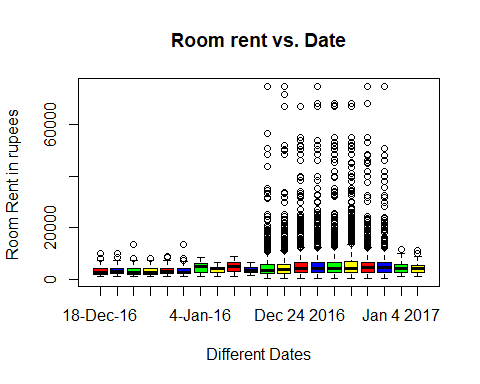 Room rent vs. Date
Room Rent in rupees
60000
20000
0
18-Dec-16 4-Jan-16 Dec 24 2016 Jan 4 2017
Different Dates